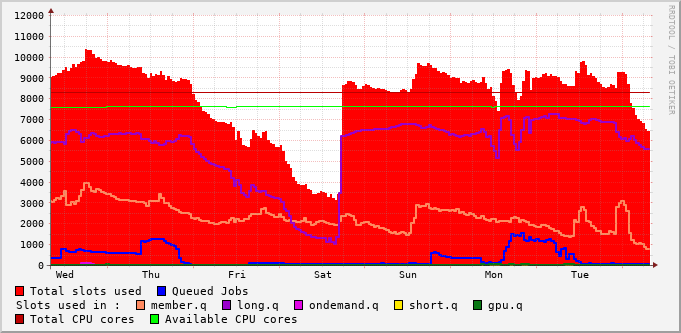 12000
11000
10000
9000
8000
7000
6000
5000
4000
3000
2000
1000
0
Wed Thu Fri Sat Sun Mon Tue
RRDTOOL / TOBI OETIKER
Total slots used Queued Jobs
Slots used in : member.q long.q ondemand.q short.q gpu.q
Total CPU cores Available CPU cores